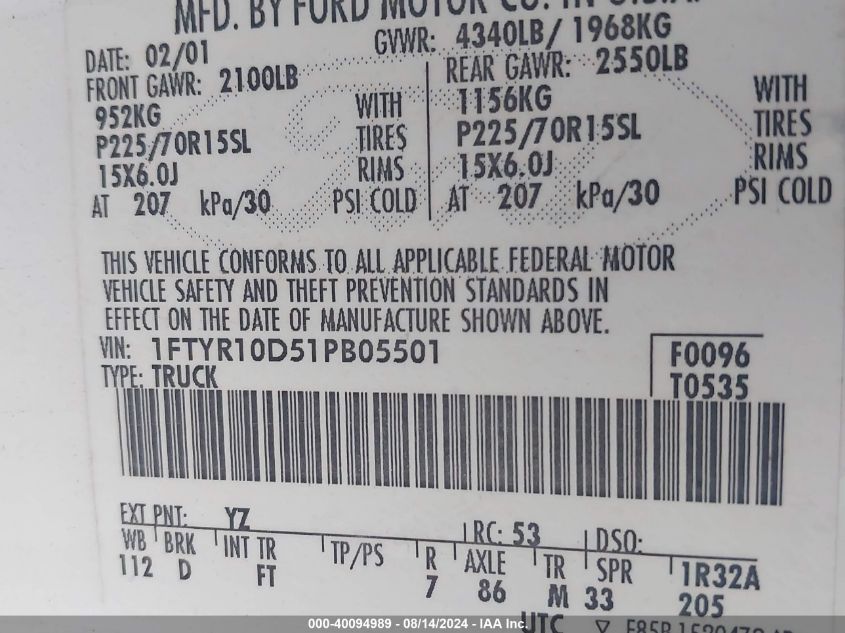 MFD. BY FORD MOTOR CO. IN U.S.A.
DATE: 02/01 GVWR: 4340LB/ 1968KG
FRONT GAWR: 2100LB REAR GAWR: 2550LB
952KG WITH 1156KG WITH
P225/70R15SL TIRES P225/70R15SL TIRES
15X6.0J RIMS 15X6.0J RIMS
AT 207 kPa/30 PSI COLD AT 207 kPa/30 PSI COLD
THIS VEHICLE CONFORMS TO ALL APPLICABLE FEDERAL MOTOR
VEHICLE SAFETY AND THEFT PREVENTION STANDARDS IN
EFFECT ON THE DATE OF MANUFACTURE SHOWN ABOVE.
VIN: 1FTYR10D51PB05501 F0096
TYPE: TRUCK T0535
EXT PNT: YZ RC: 53 DSO:
WB BRK INT TR TP/PS R AXLE TR SPR 1R32A
112 D FT 7 86 M 33 205
UTC
000-40094989 - 08/14/2024 - IAA Inc.